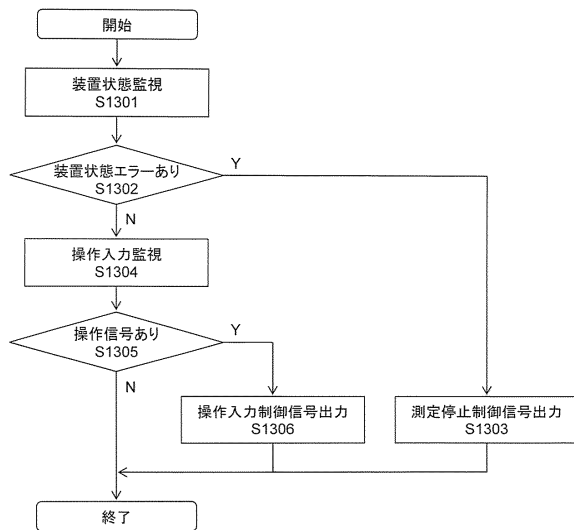 開始
装置状態監視
S1301
装置状態エラーあり
S1302
Y
N
操作入力監視
S1304
操作信号あり
S1305
Y
N
操作入力制御信号出力
S1306
測定停止制御信号出力
S1303
終了